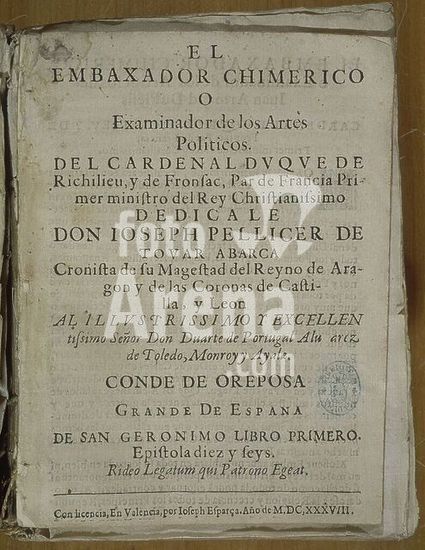 EL
EMBAXADOR CHIMERICO
O
Examinador de los Artes
Politicos.
DEL CARDENAL DVQVE DE
Richilieu, y de Fronsac, Par de Francia Pri-
mer ministro del Rey Christianissimo
DEDICALE
DON IOSEPH PELLICER DE
TOVAR ABARCA
Cronista de su Magestad del Reyno de Ara-
gon y de las Coronas de Casti-
lla, y Leon
AL ILLVSTRISSIMO Y EXCELLEN
tissimo Señor Don Duarte de Portugal Alu arez
de Toledo, Monroy y Ayala.
CONDE DE OREPOSA
GRANDE DE ESPANA
DE SAN GERONIMO LIBRO PRIMERO.
Epistola diez y seys.
Rideo Legatum qui Patrono Egeat.
Con licencia, En Valencia, por Ioseph Esparça. Año de M.DC,XXXVIII.
foto
Alena
.com